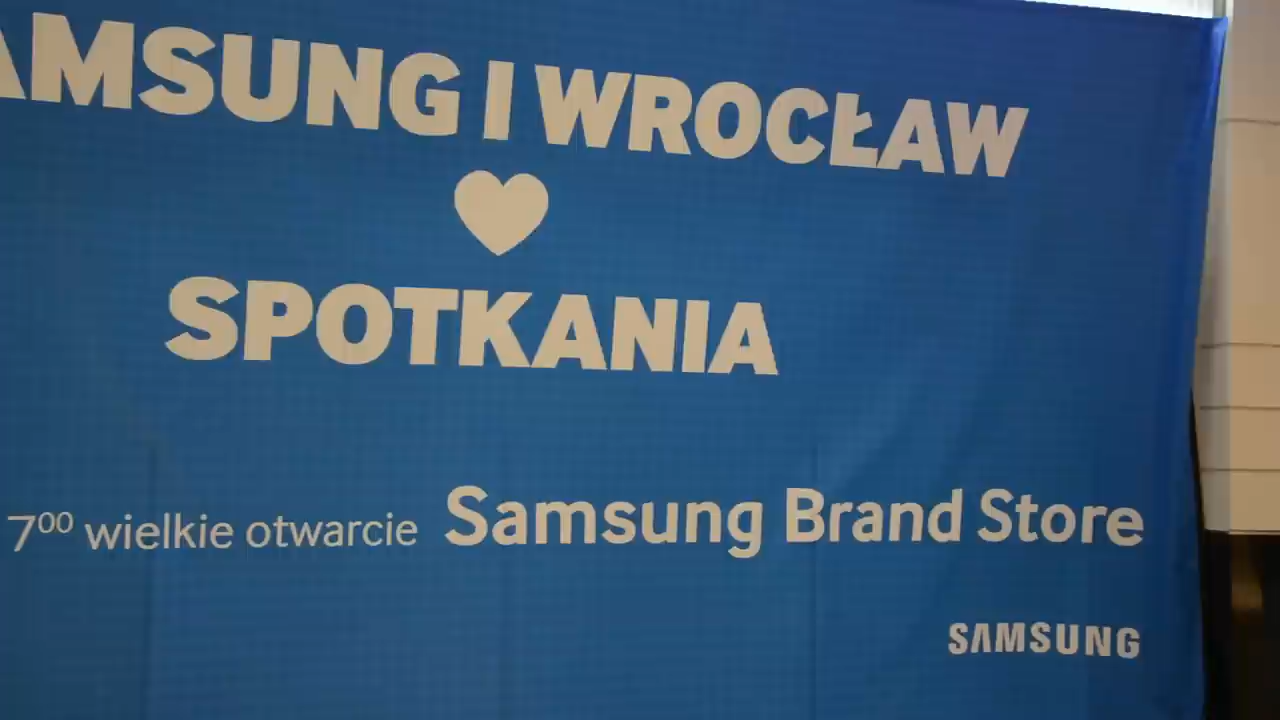 AMSUNG I WROCŁAW
SPOTKANIA
7⁰⁰ wielkie otwarcie Samsung Brand Store
SAMSUNG